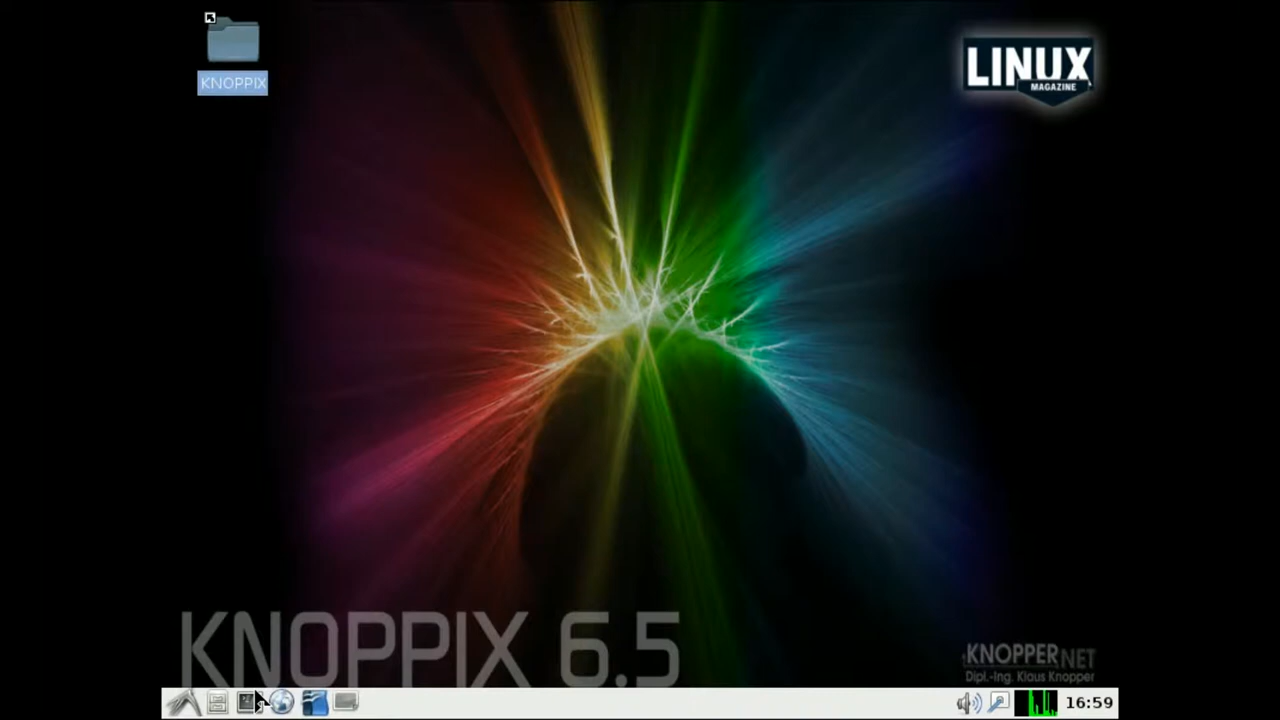 KNOPPIX
LINUX
MAGAZINE
KNOPPIX 6.5
KNOPPER.NET
Dipl.-Ing. Klaus Knopper
16:59